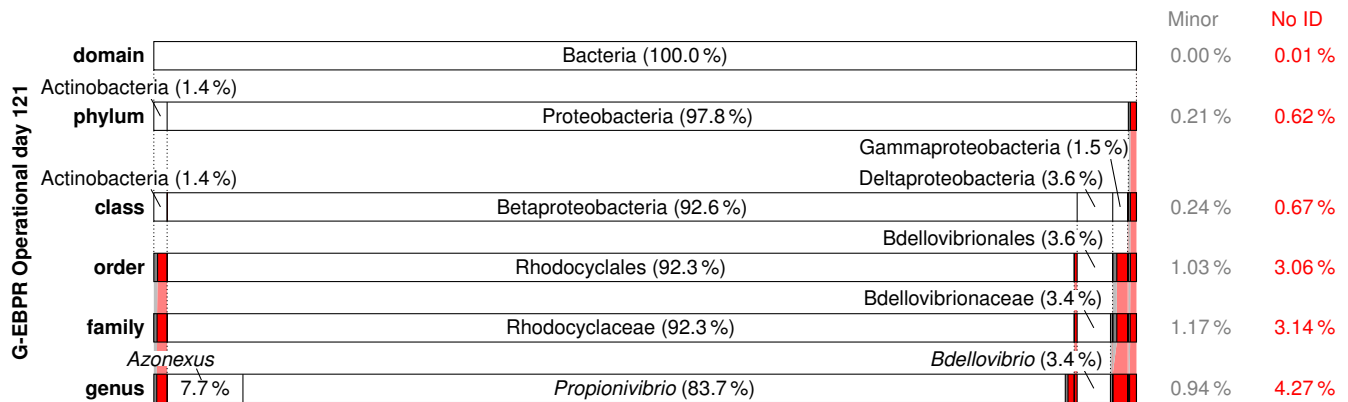 Minor No ID
domain Bacteria (100.0 %) 0.00 % 0.01 %
Actinobacteria (1.4 %)
phylum Proteobacteria (97.8 %) 0.21 % 0.62 %
Gammaproteobacteria (1.5 %)
Actinobacteria (1.4 %) Deltaproteobacteria (3.6 %)
class Betaproteobacteria (92.6 %) 0.24 % 0.67 %
Bdellovibrionales (3.6 %)
order Rhodocyclales (92.3 %) 1.03 % 3.06 %
Bdellovibrionaceae (3.4 %)
family Rhodocyclaceae (92.3 %) 1.17 % 3.14 %
Azonexus Bdellovibrio (3.4 %)
genus 7.7 % Propionivibrio (83.7 %) 0.94 % 4.27 %
G-EBPR Operational day 121